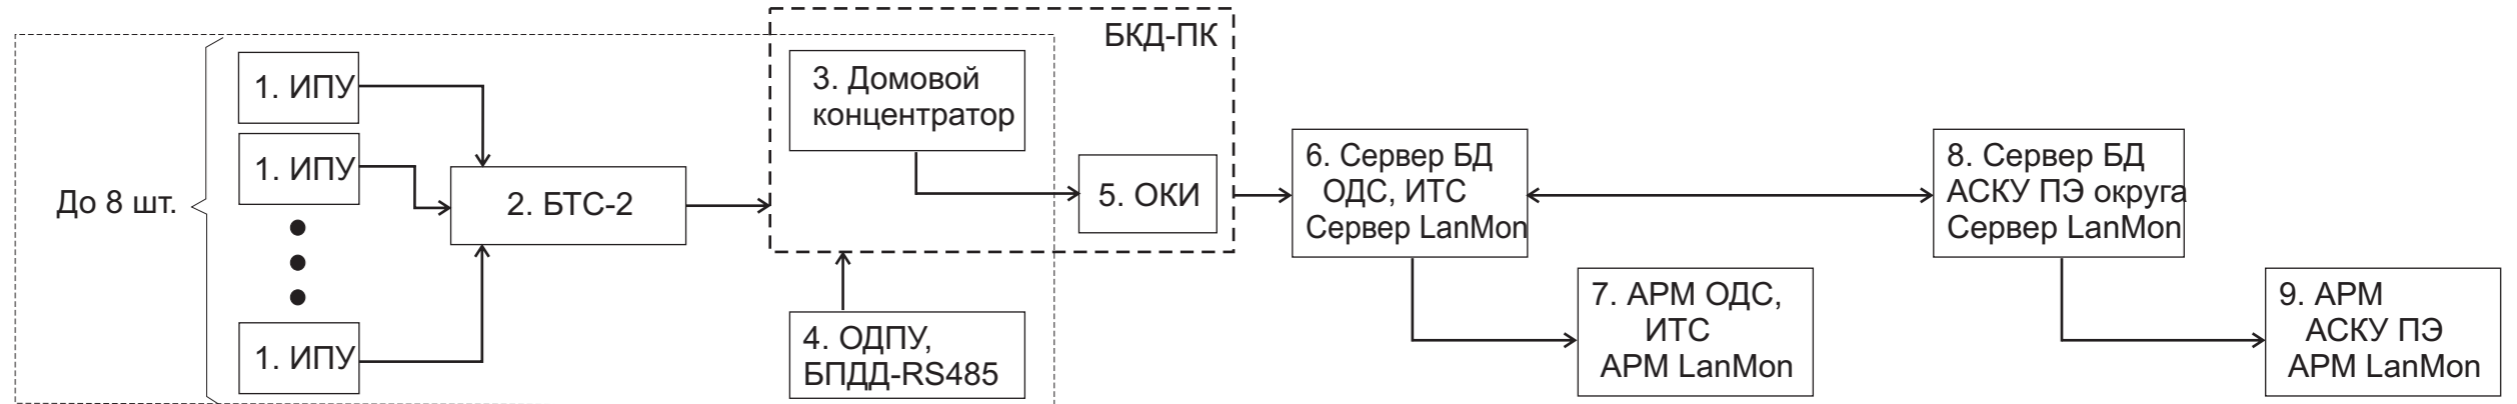 До 8 шт.
1. ИПУ
1. ИПУ
1. ИПУ
2. БТС-2
БКД-ПК
3. Домовой
концентратор
4. ОДПУ,
БПДД-RS485
5. ОКИ
6. Сервер БД
ОДС, ИТС
Сервер LanMon
7. АРМ ОДС,
ИТС
АРМ LanMon
8. Сервер БД
АСКУ ПЭ округа
Сервер LanMon
9. АРМ
АСКУ ПЭ
АРМ LanMon